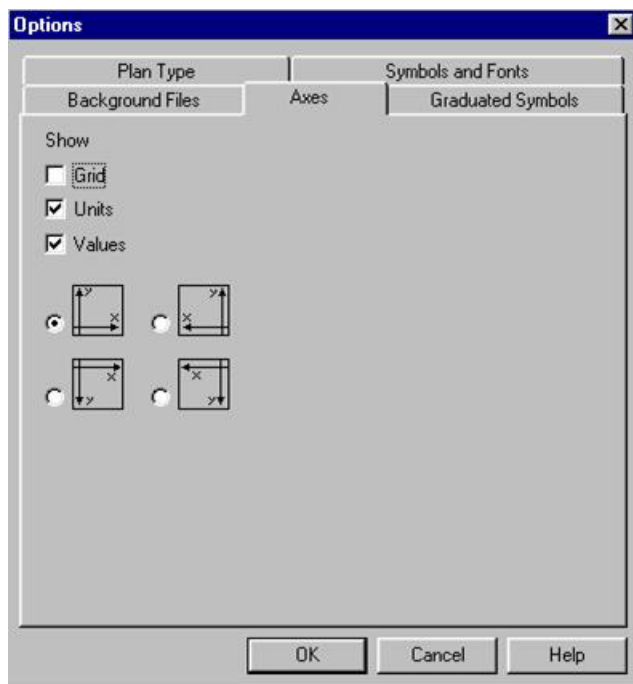 Options
Plan Type Symbols and Fonts
Background Files Axes Graduated Symbols
Show
Grid
Units
Values
y x y x
x y x y
OK Cancel Help